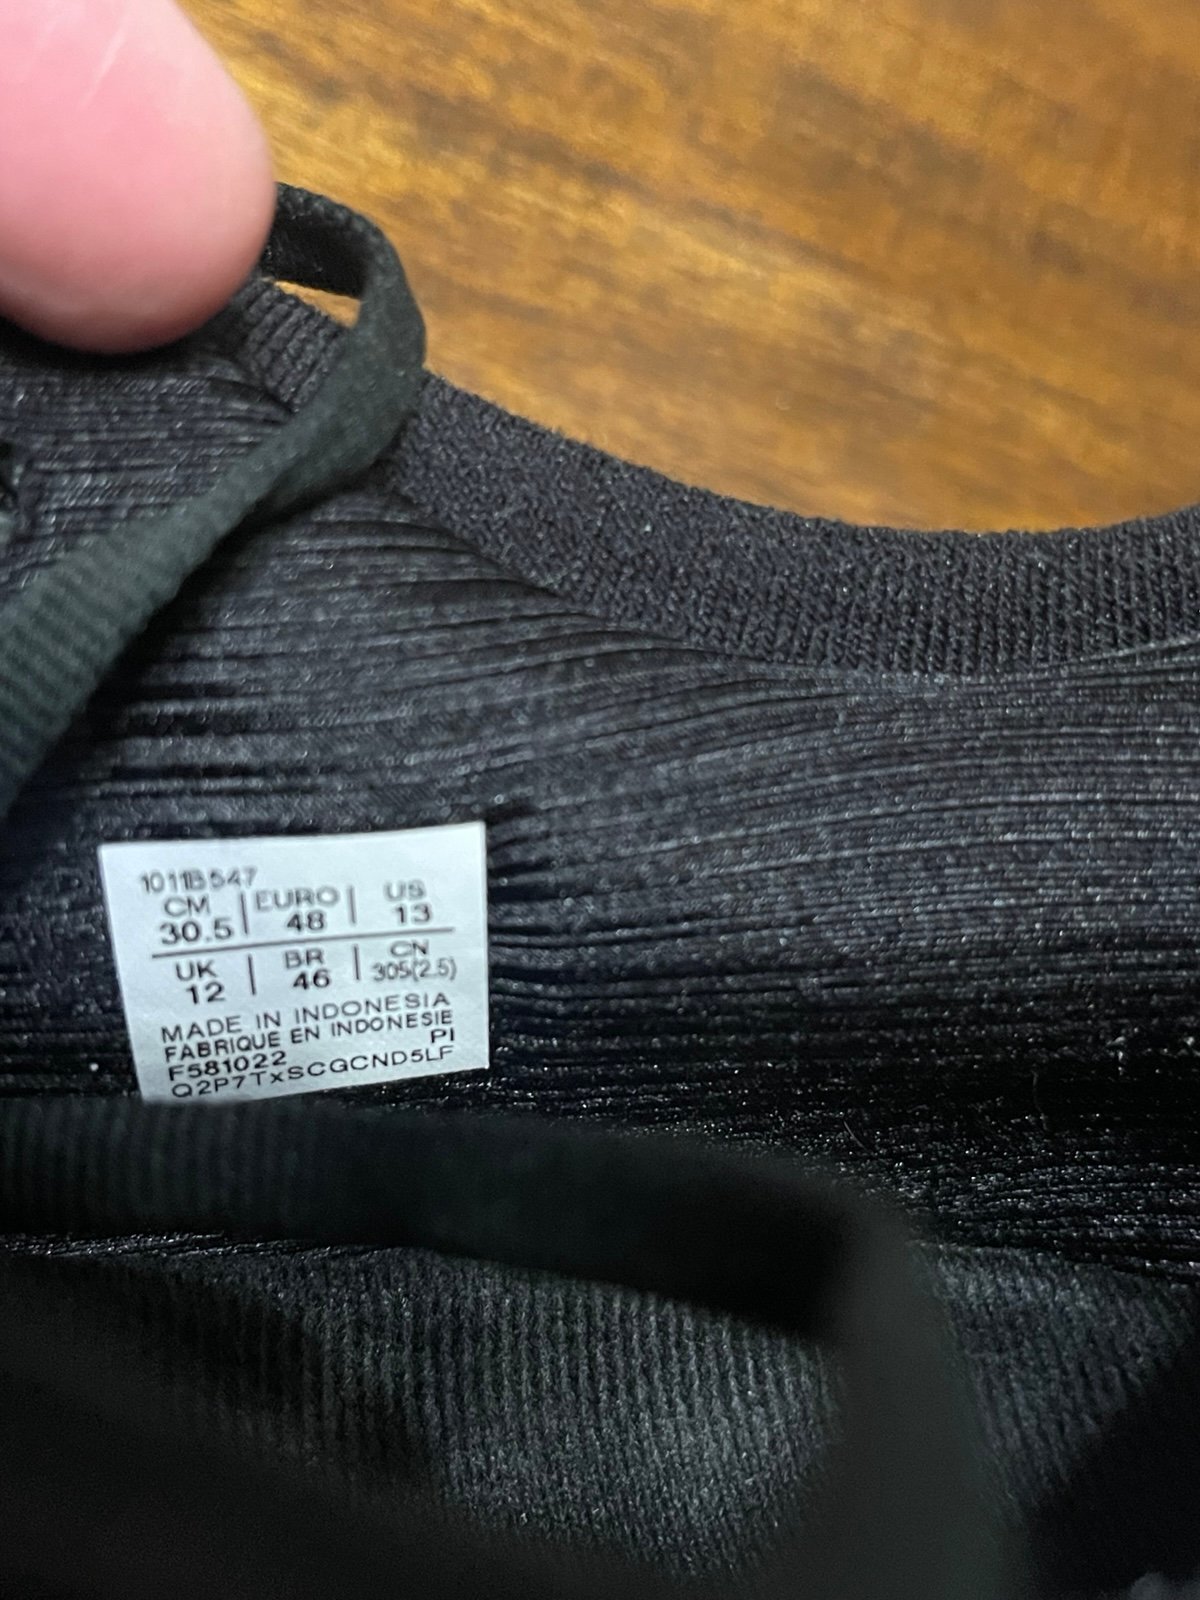 1011B547
CM | EURO | US
30.5 | 48 | 13
UK | BR | CN
12 | 46 | 305(2.5)
MADE IN INDONESIA
FABRIQUE EN INDONESIE
F581022 PI
Q2P7TxSCGCND5LF